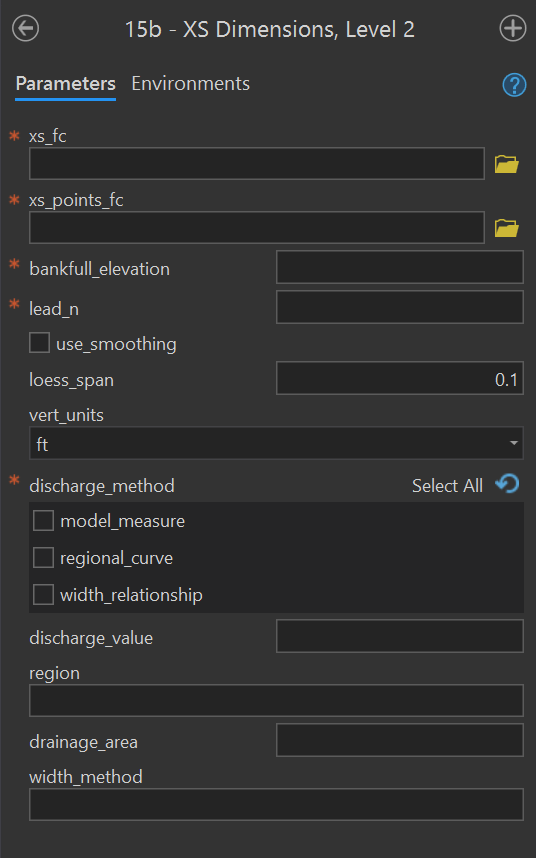 15b - XS Dimensions, Level 2
Parameters Environments
?
* xs_fc
* xs_points_fc
* bankfull_elevation
* lead_n
use_smoothing
loess_span 0.1
vert_units
ft
* discharge_method Select All
model_measure
regional_curve
width_relationship
discharge_value
region
drainage_area
width_method